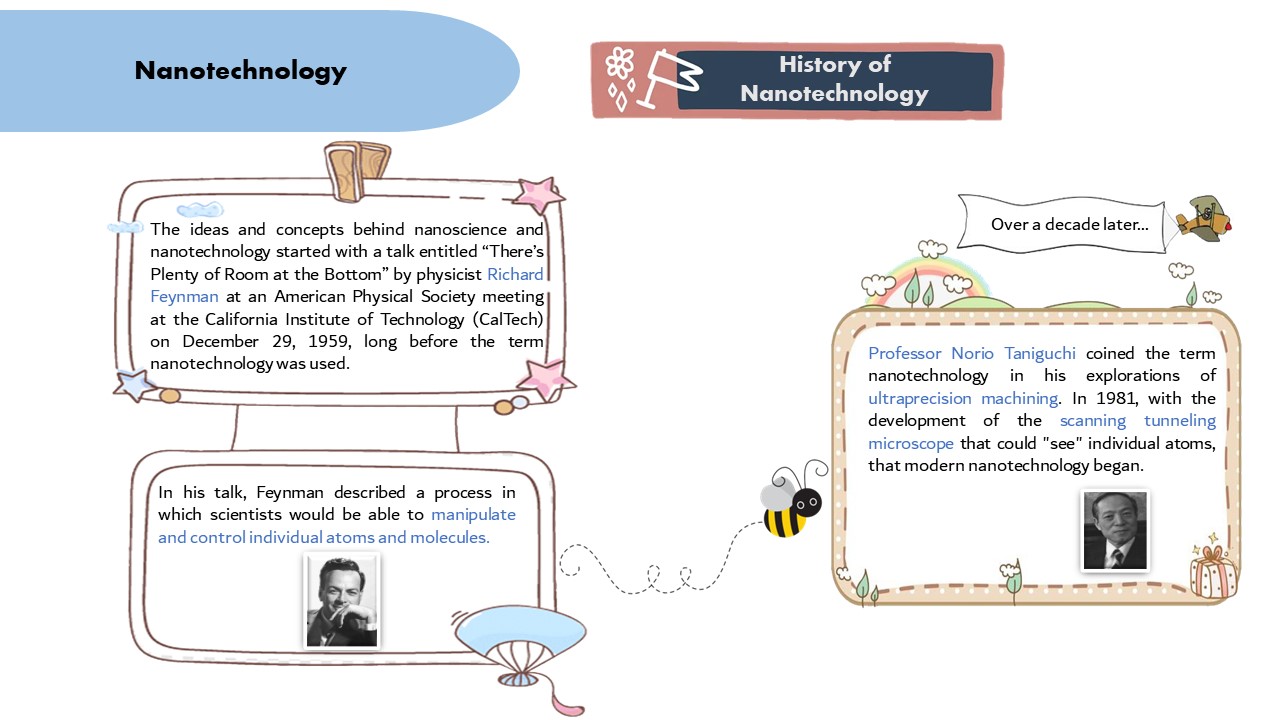 Nanotechnology
History of
Nanotechnology
The ideas and concepts behind nanoscience and
nanotechnology started with a talk entitled “There’s
Plenty of Room at the Bottom” by physicist Richard
Feynman at an American Physical Society meeting
at the California Institute of Technology (CalTech)
on December 29, 1959, long before the term
nanotechnology was used.
In his talk, Feynman described a process in
which scientists would be able to manipulate
and control individual atoms and molecules.
Over a decade later...
Professor Norio Taniguchi coined the term
nanotechnology in his explorations of
ultraprecision machining. In 1981, with the
development of the scanning tunneling
microscope that could "see" individual atoms,
that modern nanotechnology began.